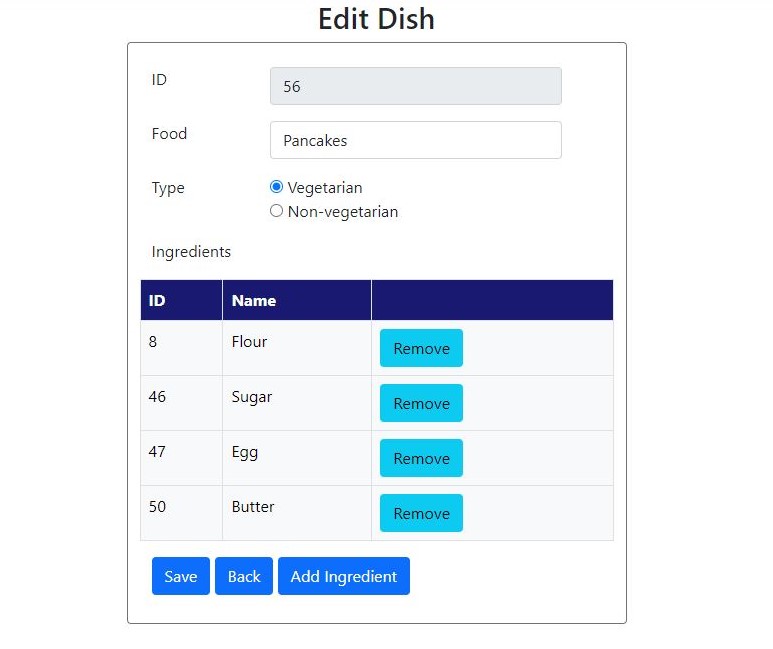 Edit Dish
ID
56
Food
Pancakes
Type
Vegetarian
Non-vegetarian
Ingredients
ID Name
8 Flour Remove
46 Sugar Remove
47 Egg Remove
50 Butter Remove
Save Back Add Ingredient